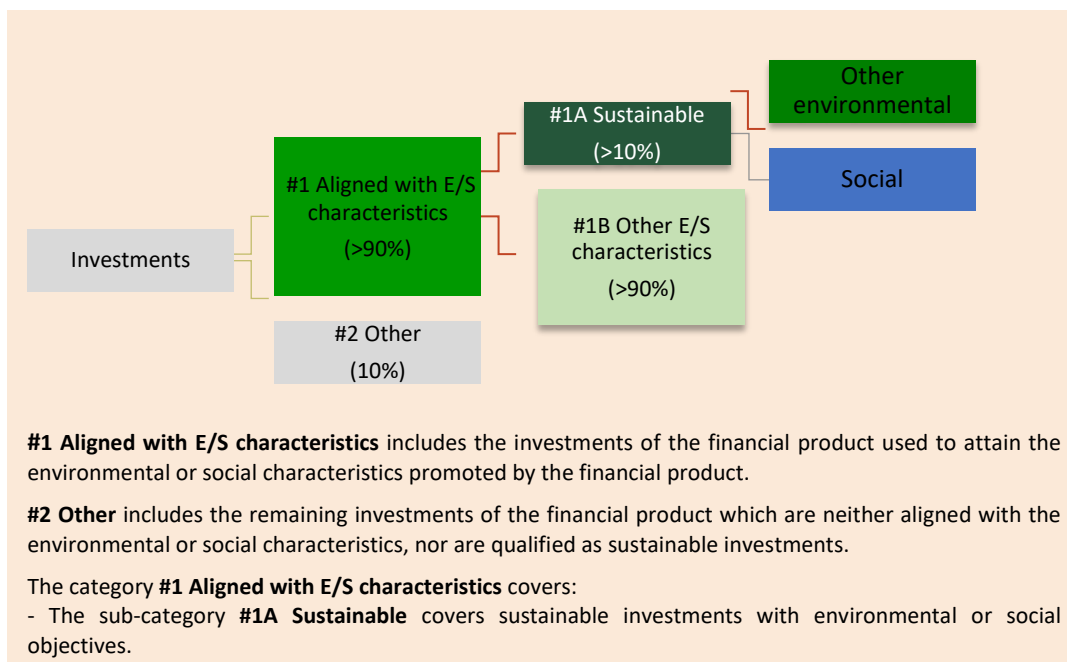 Investments
#1 Aligned with E/S
characteristics
(>90%)
#2 Other
(10%)
#1A Sustainable
(>10%)
#1B Other E/S
characteristics
(>90%)
Other
environmental
Social
#1 Aligned with E/S characteristics includes the investments of the financial product used to attain the
environmental or social characteristics promoted by the financial product.
#2 Other includes the remaining investments of the financial product which are neither aligned with the
environmental or social characteristics, nor are qualified as sustainable investments.
The category #1 Aligned with E/S characteristics covers:
- The sub-category #1A Sustainable covers sustainable investments with environmental or social
objectives.